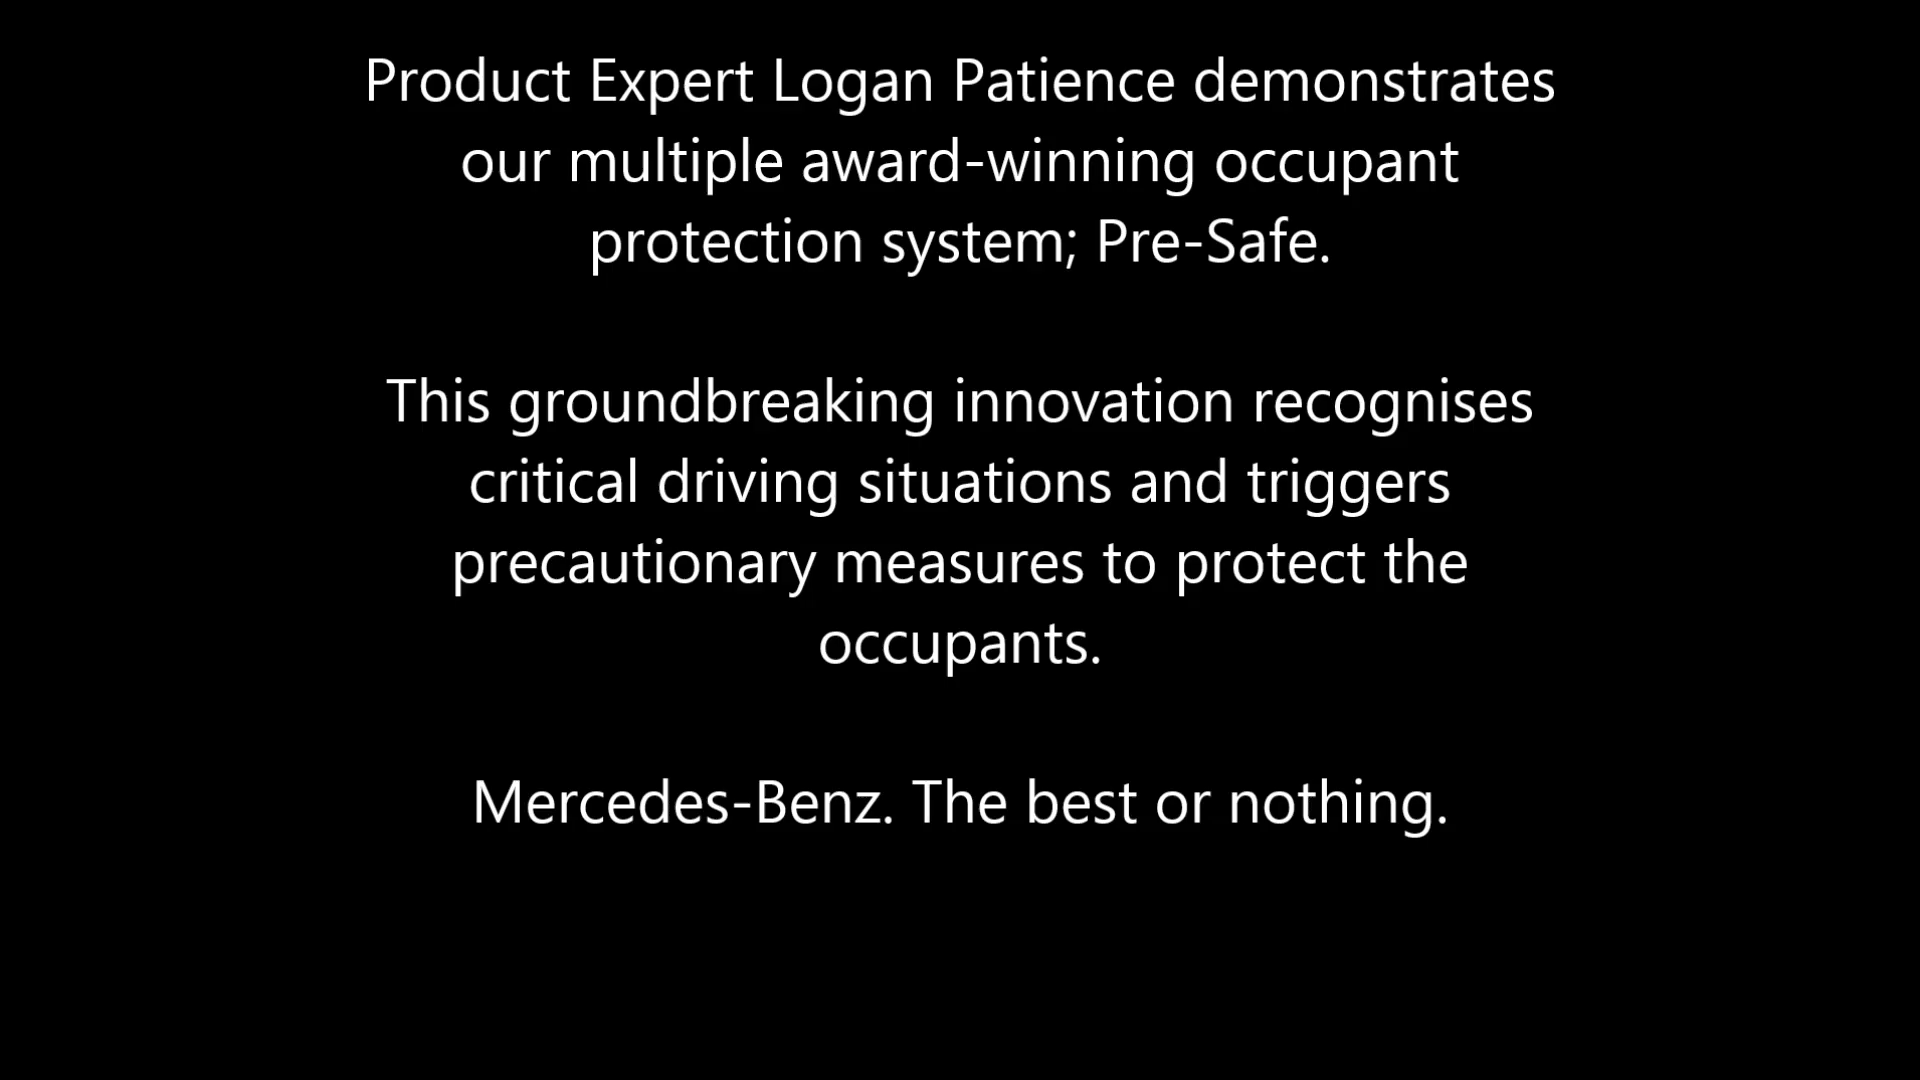 Product Expert Logan Patience demonstrates
our multiple award-winning occupant
protection system; Pre-Safe.
This groundbreaking innovation recognises
critical driving situations and triggers
precautionary measures to protect the
occupants.
Mercedes-Benz. The best or nothing.